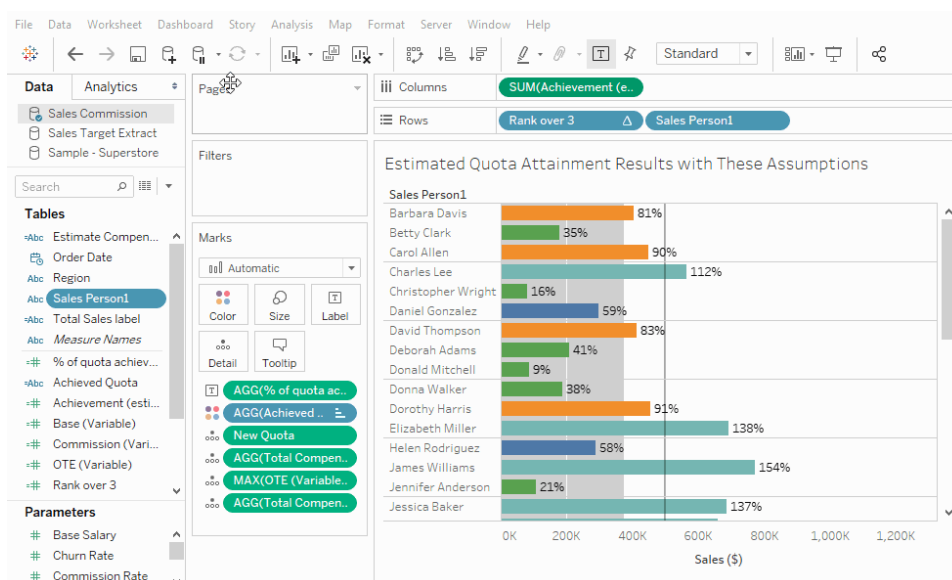 File Data Worksheet Dashboard Story Analysis Map Format Server Window Help
Standard
Data Analytics
Sales Commission
Sales Target Extract
Sample - Superstore
Search
Tables
=Abc Estimate Compen...
Order Date
Abc Region
Abc Sales Person1
=Abc Total Sales label
Abc Measure Names
=# % of quota achiev...
=Abc Achieved Quota
=# Achievement (esti...
=# Base (Variable)
=# Commission (Vari...
=# OTE (Variable)
=# Rank over 3
Parameters
# Base Salary
# Churn Rate
# Commission Rate
Pages
Filters
Marks
Automatic
Color Size Label
Detail Tooltip
AGG(% of quota ac..
AGG(Achieved ..
New Quota
AGG(Total Compen..
MAX(OTE (Variable..
AGG(Total Compen..
Columns SUM(Achievement (e..
Rows Rank over 3 Sales Person1
Estimated Quota Attainment Results with These Assumptions
Sales Person1
Barbara Davis 81%
Betty Clark 35%
Carol Allen 90%
Charles Lee 112%
Christopher Wright 16%
Daniel Gonzalez 59%
David Thompson 83%
Deborah Adams 41%
Donald Mitchell 9%
Donna Walker 38%
Dorothy Harris 91%
Elizabeth Miller 138%
Helen Rodriguez 58%
James Williams 154%
Jennifer Anderson 21%
Jessica Baker 137%
0K 200K 400K 600K 800K 1,000K 1,200K
Sales ($)